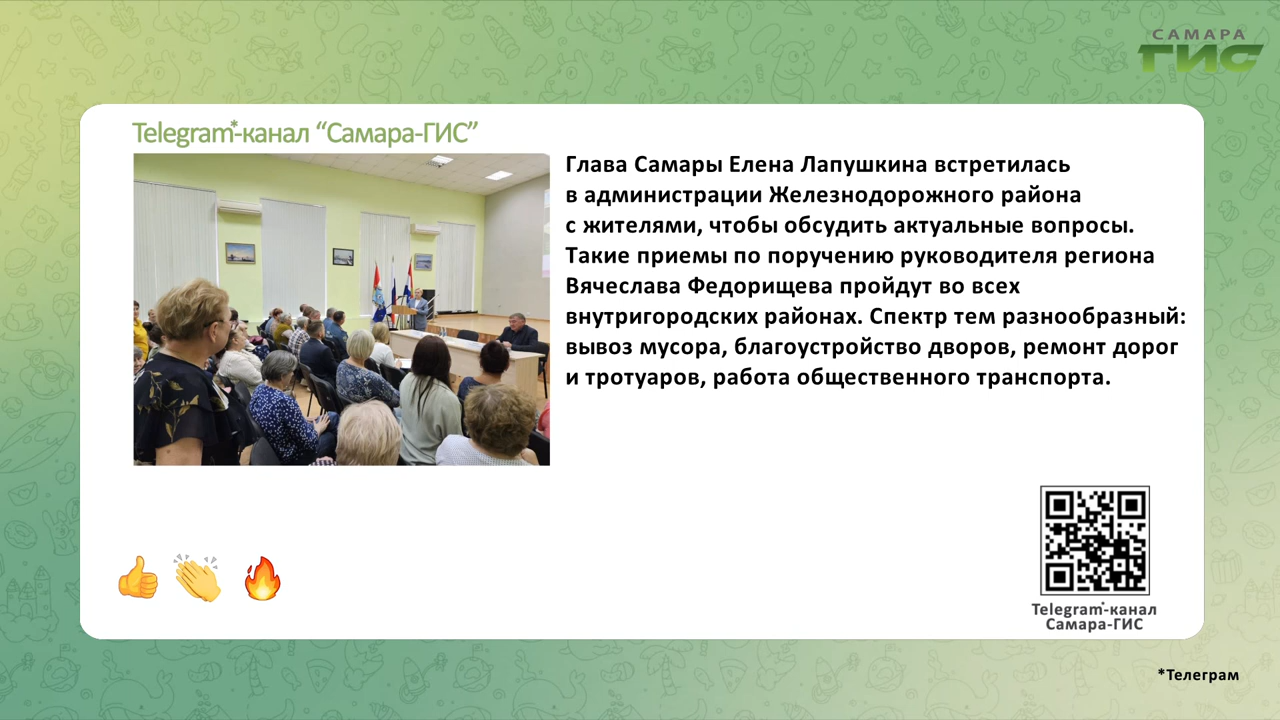 САМАРА
ГИС
Telegram*-канал “Самара-ГИС”
Глава Самары Елена Лапушкина встретилась
в администрации Железнодорожного района
с жителями, чтобы обсудить актуальные вопросы.
Такие приемы по поручению руководителя региона
Вячеслава Федорищева пройдут во всех
внутригородских районах. Спектр тем разнообразный:
вывоз мусора, благоустройство дворов, ремонт дорог
и тротуаров, работа общественного транспорта.
Telegram*-канал
Самара-ГИС
*Телеграм